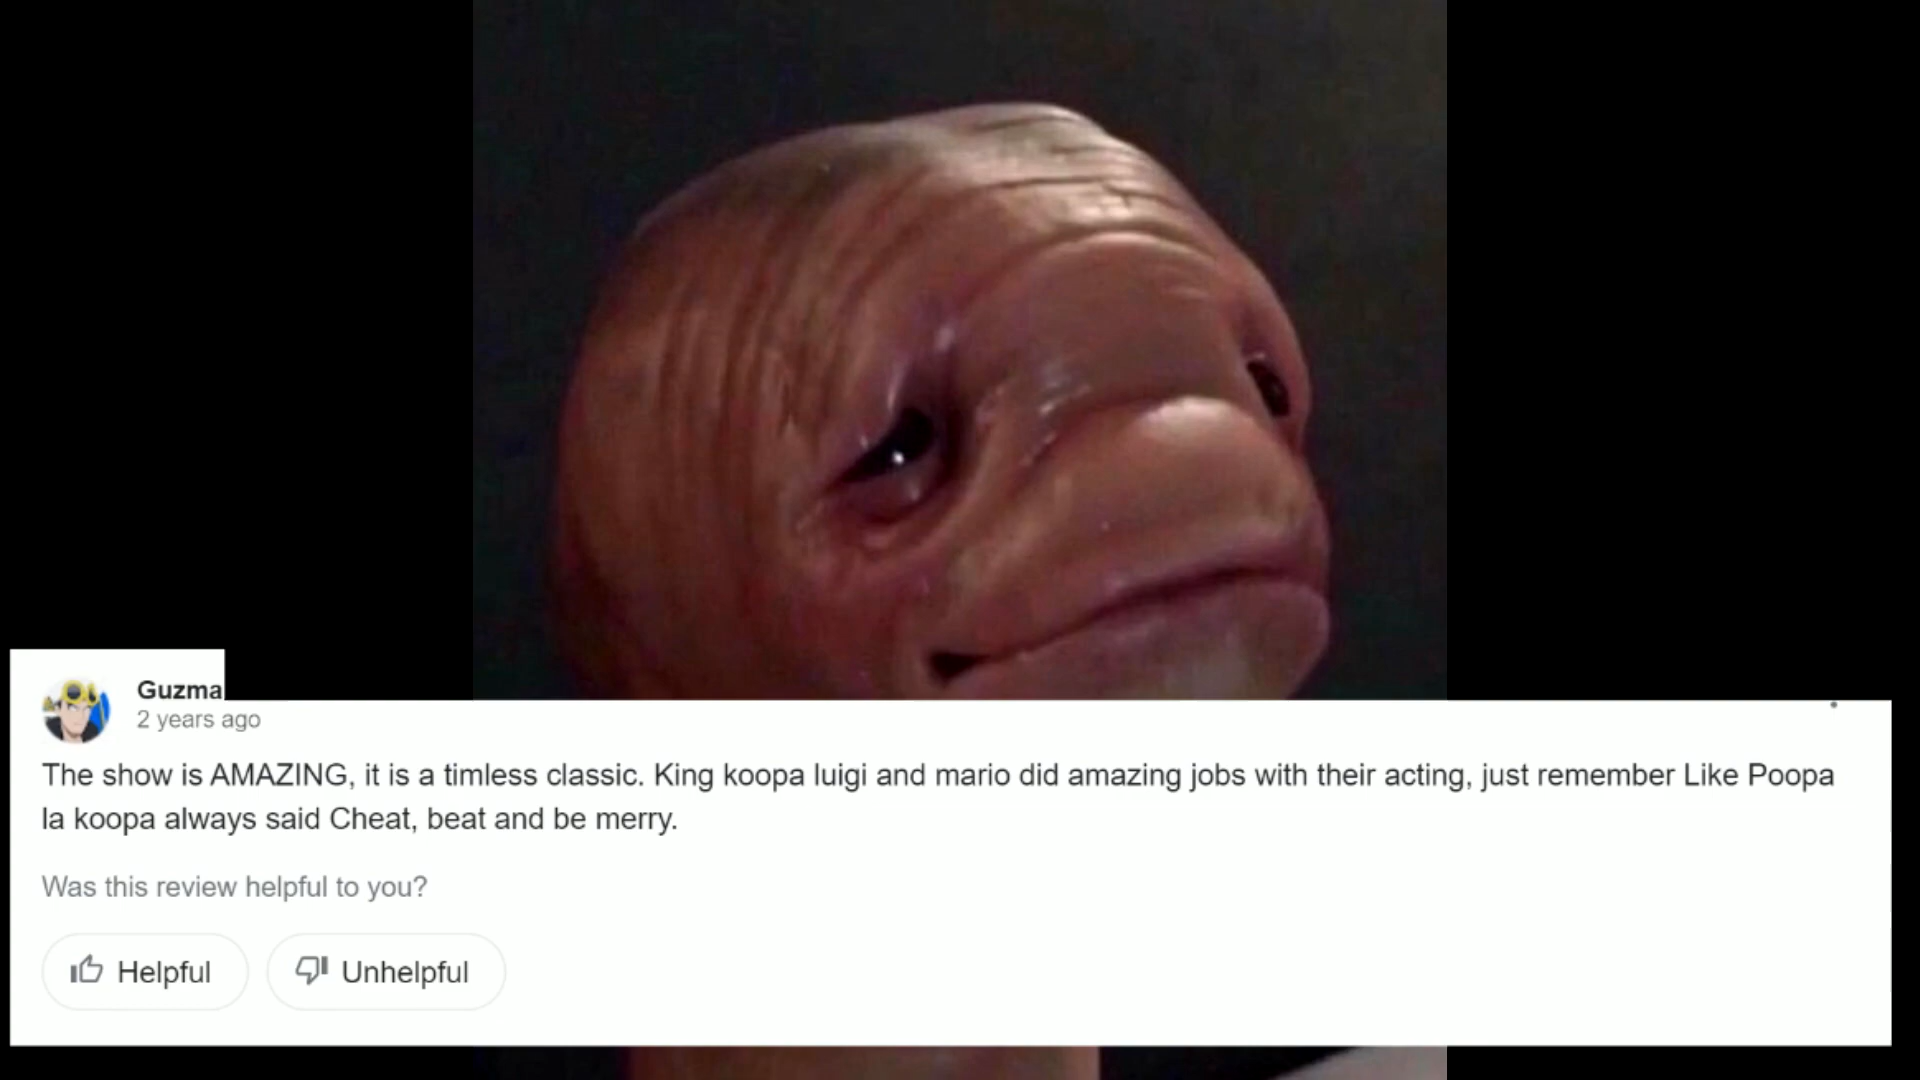 Guzma
2 years ago
The show is AMAZING, it is a timless classic. King koopa luigi and mario did amazing jobs with their acting, just remember Like Poopa
la koopa always said Cheat, beat and be merry.
Was this review helpful to you?
Helpful
Unhelpful